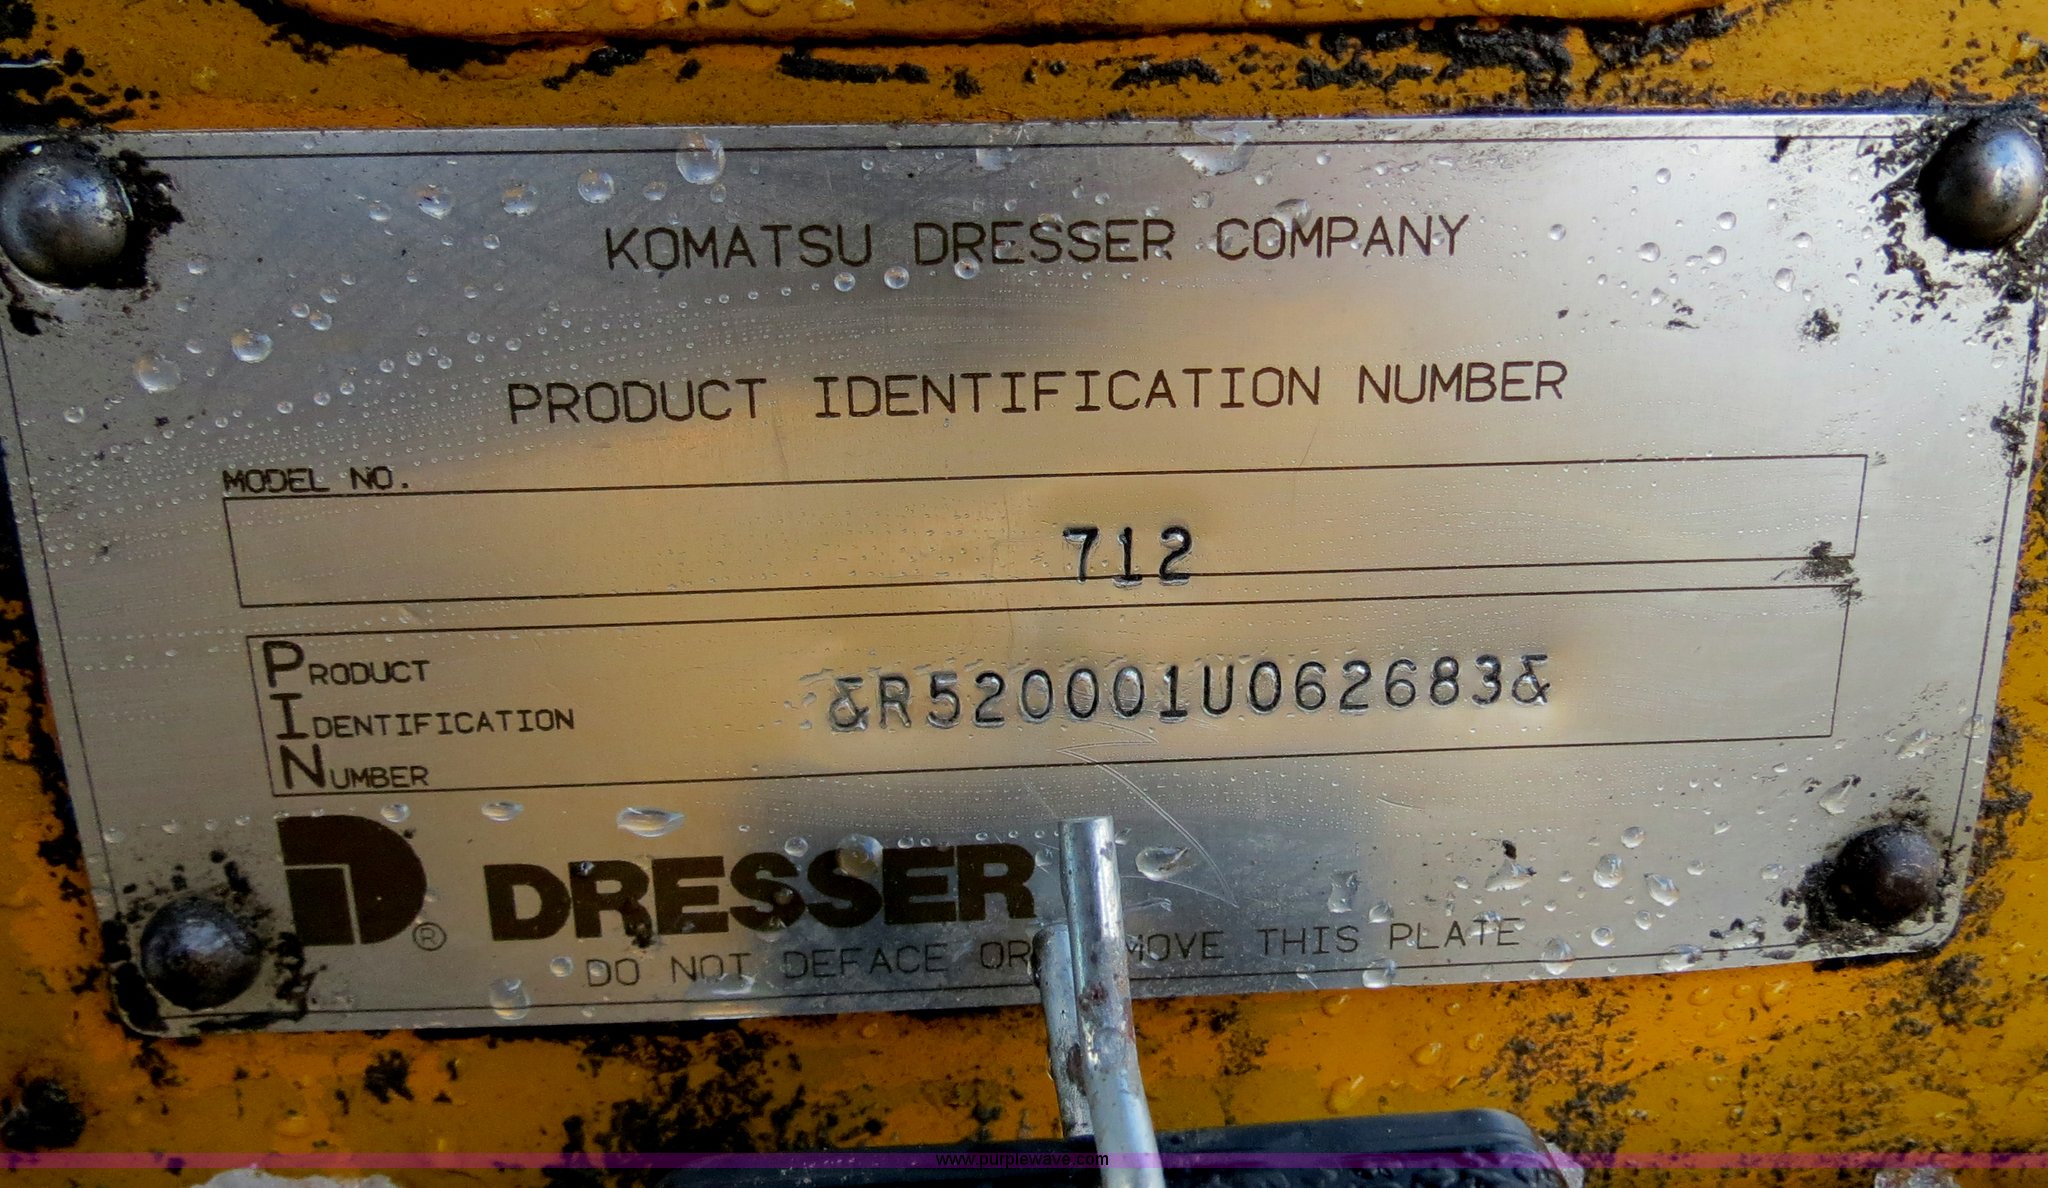 KOMATSU DRESSER COMPANY
PRODUCT IDENTIFICATION NUMBER
MODEL NO.
712
PRODUCT
IDENTIFICATION
NUMBER
&R520001U062683&
D®
DRESSER
DO NOT DEFACE OR MOVE THIS PLATE
www.purplewave.com